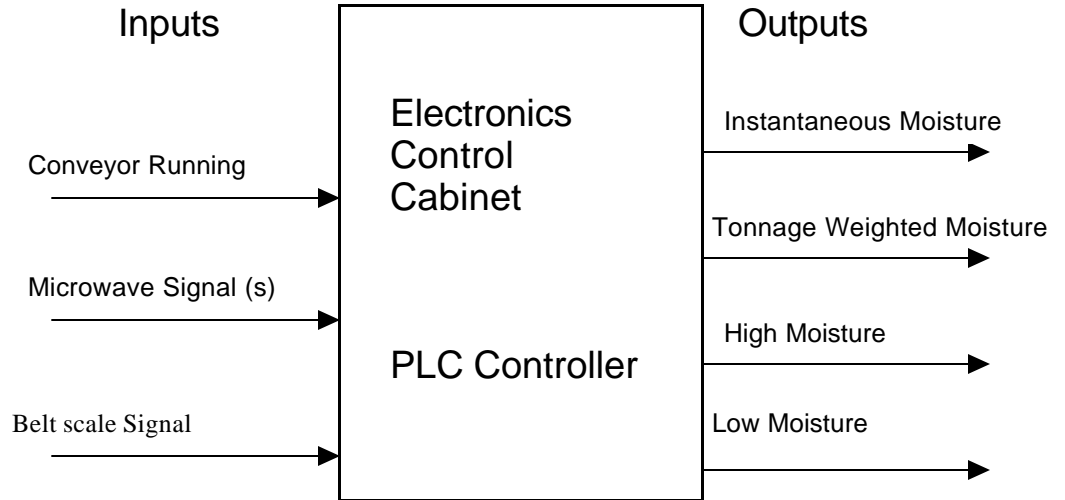 Inputs
Outputs
Electronics
Control
Cabinet
PLC Controller
Conveyor Running
Microwave Signal (s)
Belt scale Signal
Instantaneous Moisture
Tonnage Weighted Moisture
High Moisture
Low Moisture